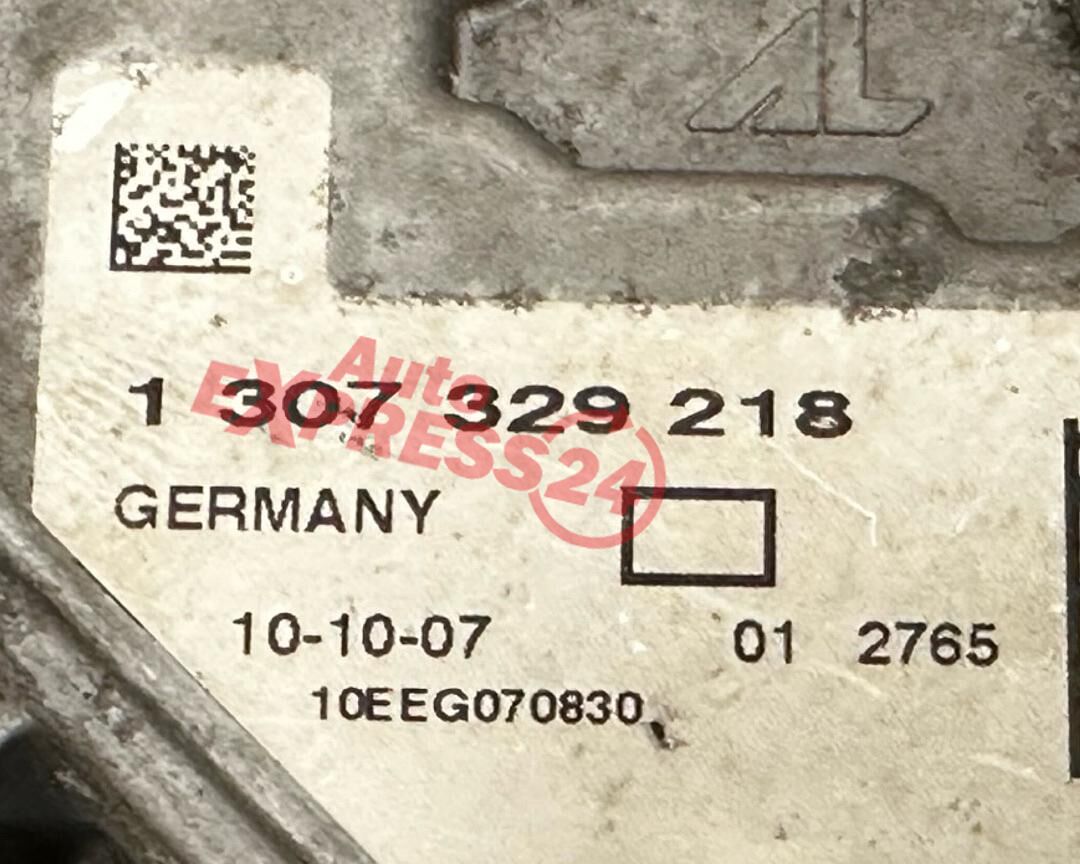 1 307 329 218
Auto
EXPRESS24
GERMANY
10-10-07 01 2765
10EEG070830